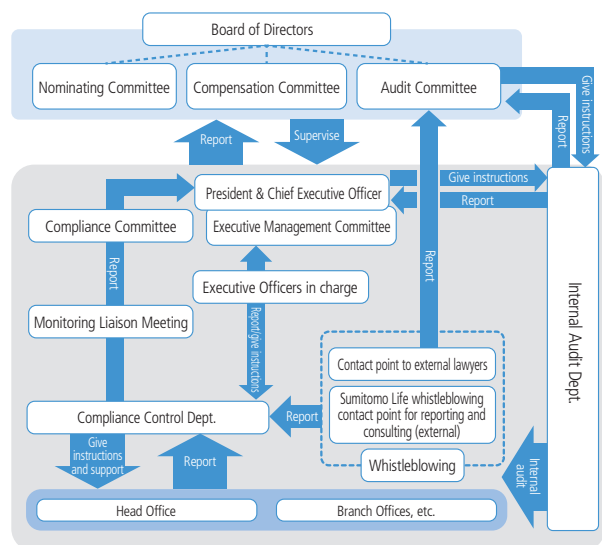 Board of Directors
Nominating Committee
Compensation Committee
Audit Committee
Give instructions
Report
Report
Supervise
President & Chief Executive Officer
Give instructions
Report
Compliance Committee
Executive Management Committee
Report
Report
Executive Officers in charge
Monitoring Liaison Meeting
Report/give instructions
Internal Audit Dept.
Contact point to external lawyers
Sumitomo Life whistleblowing
contact point for reporting and
consulting (external)
Compliance Control Dept.
Report
Whistleblowing
Give
instructions
and support
Report
Internal
audit
Head Office
Branch Offices, etc.